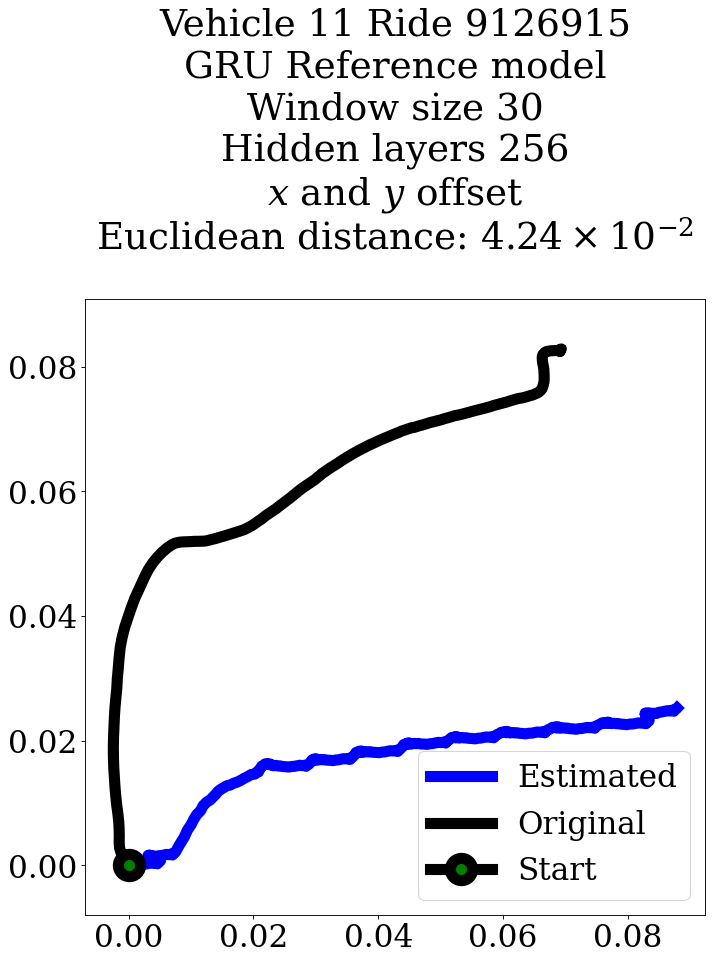 Vehicle 11 Ride 9126915
GRU Reference model
Window size 30
Hidden layers 256
x and y offset
Euclidean distance: 4.24 × 10⁻²
0.08
0.06
0.04
0.02
0.00
Estimated
Original
Start
0.00 0.02 0.04 0.06 0.08